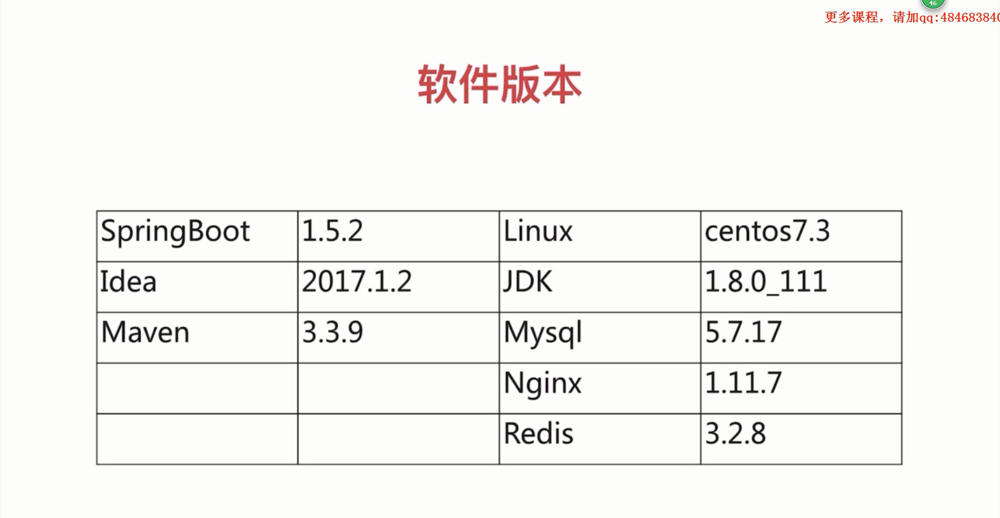 46
更多课程，请加qq:48468384
软件版本
SpringBoot 1.5.2 Linux centos7.3
Idea 2017.1.2 JDK 1.8.0_111
Maven 3.3.9 Mysql 5.7.17
Nginx 1.11.7
Redis 3.2.8